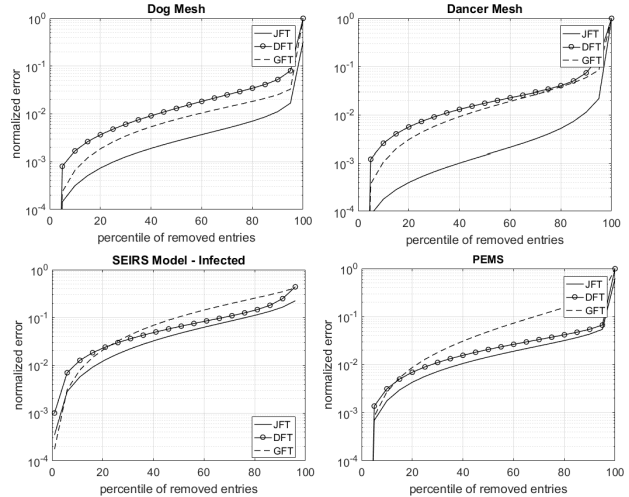 Dog Mesh
10^0
10^-1
10^-2
10^-3
10^-4
normalized error
0 20 40 60 80 100
percentile of removed entries
JFT
DFT
GFT
Dancer Mesh
10^0
10^-1
10^-2
10^-3
10^-4
normalized error
0 20 40 60 80 100
percentile of removed entries
JFT
DFT
GFT
SEIRS Model - Infected
10^0
10^-1
10^-2
10^-3
10^-4
normalized error
0 20 40 60 80 100
percentile of removed entries
JFT
DFT
GFT
PEMS
10^0
10^-1
10^-2
10^-3
10^-4
normalized error
0 20 40 60 80 100
percentile of removed entries
JFT
DFT
GFT